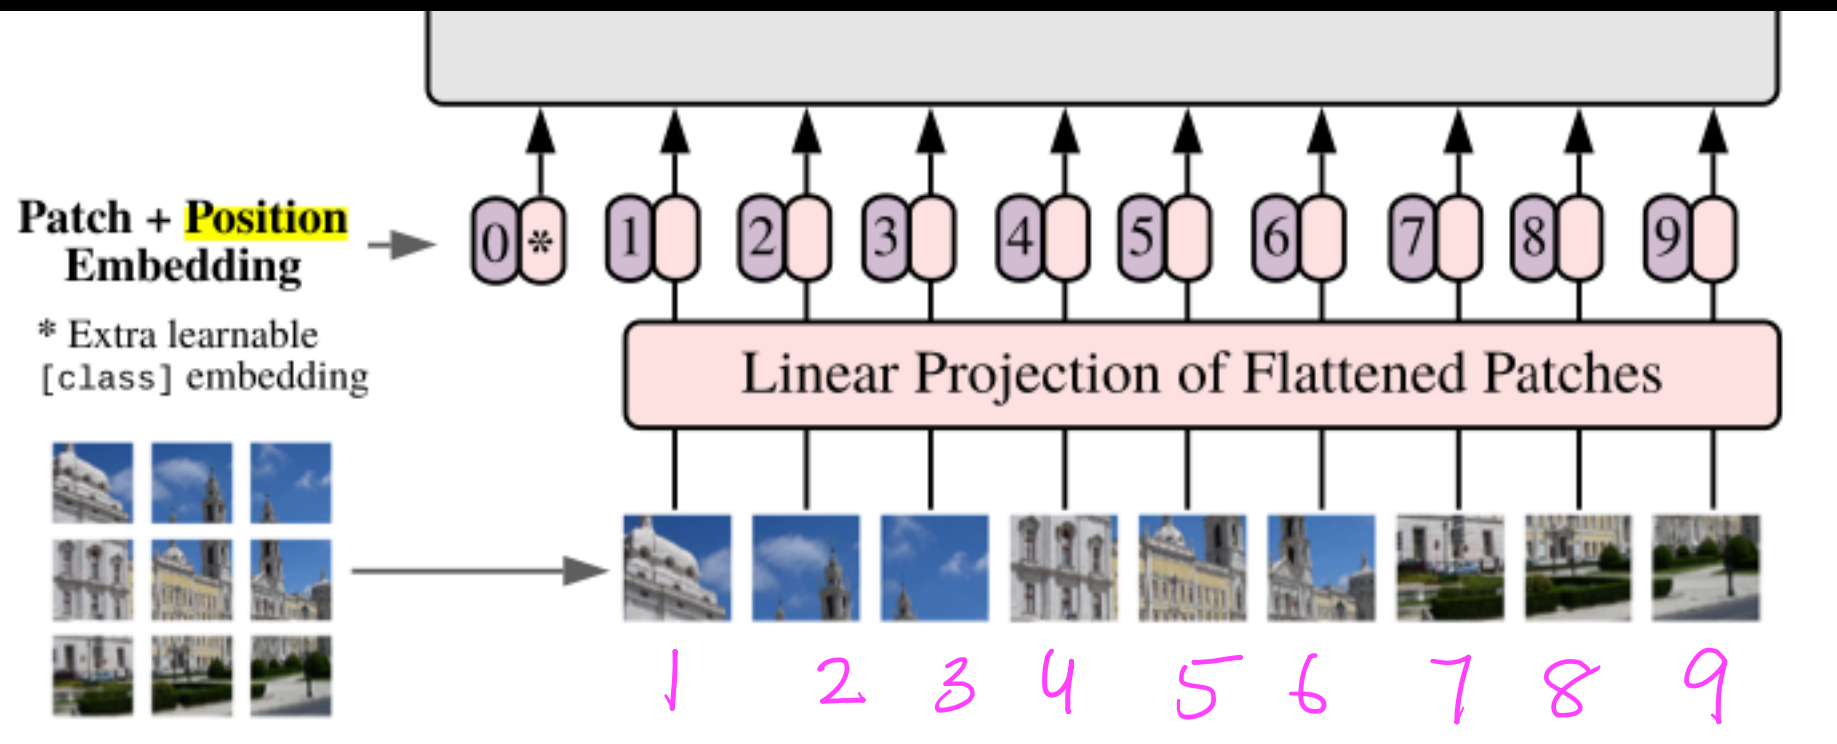 Patch + Position
Embedding
0 * 1 2 3 4 5 6 7 8 9
* Extra learnable
[class] embedding
Linear Projection of Flattened Patches
1 2 3 4 5 6 7 8 9